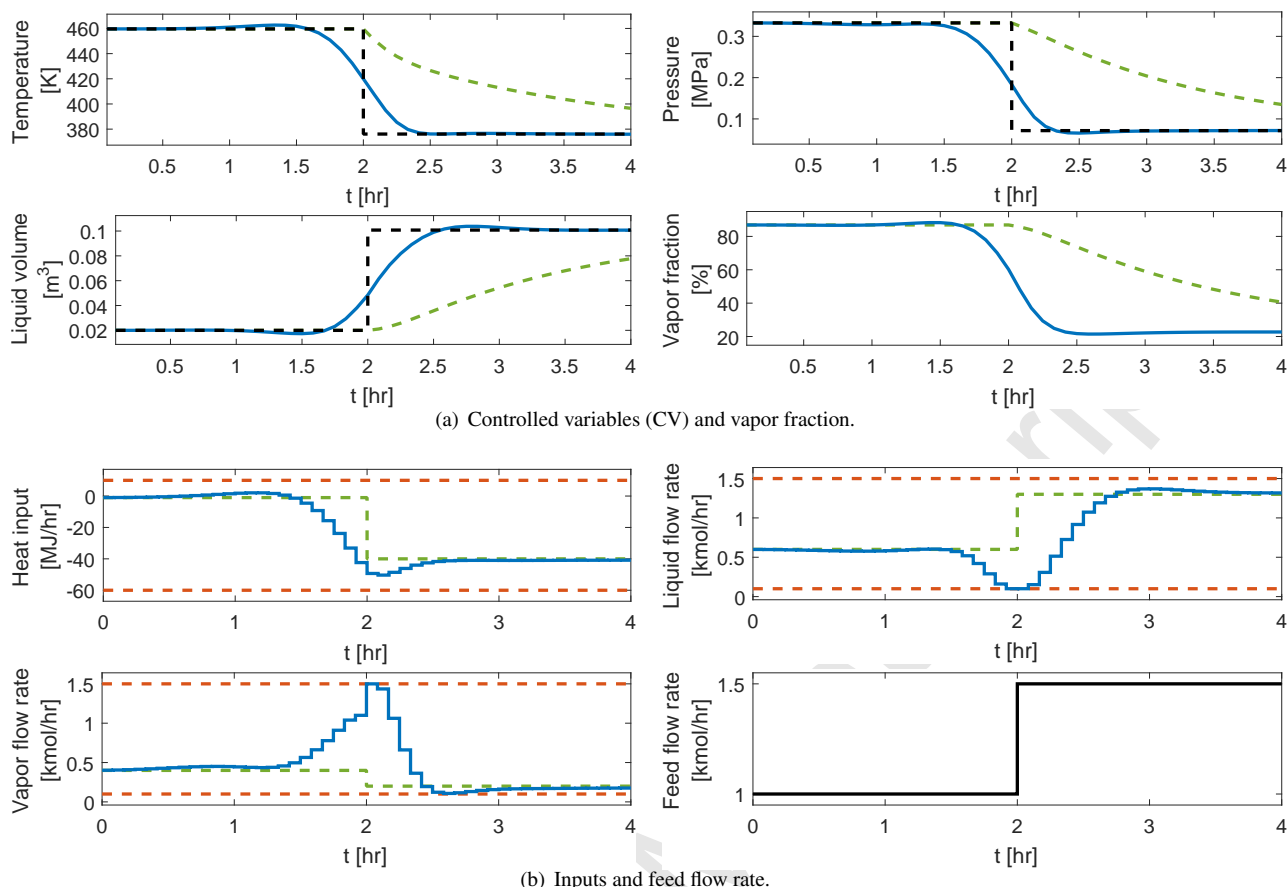 Temperature
[K]
460
440
420
400
380
0.5 1 1.5 2 2.5 3 3.5 4
t [hr]
Pressure
[MPa]
0.3
0.2
0.1
0.5 1 1.5 2 2.5 3 3.5 4
t [hr]
Liquid volume
[m³]
0.1
0.08
0.06
0.04
0.02
0.5 1 1.5 2 2.5 3 3.5 4
t [hr]
Vapor fraction
[%]
80
60
40
20
0.5 1 1.5 2 2.5 3 3.5 4
t [hr]
(a) Controlled variables (CV) and vapor fraction.
Heat input
[MJ/hr]
0
-20
-40
-60
0 1 2 3 4
t [hr]
Liquid flow rate
[kmol/hr]
1.5
1
0.5
0
0 1 2 3 4
t [hr]
Vapor flow rate
[kmol/hr]
1.5
1
0.5
0
0 1 2 3 4
t [hr]
Feed flow rate
[kmol/hr]
1.5
1
0 1 2 3 4
t [hr]
(b) Inputs and feed flow rate.